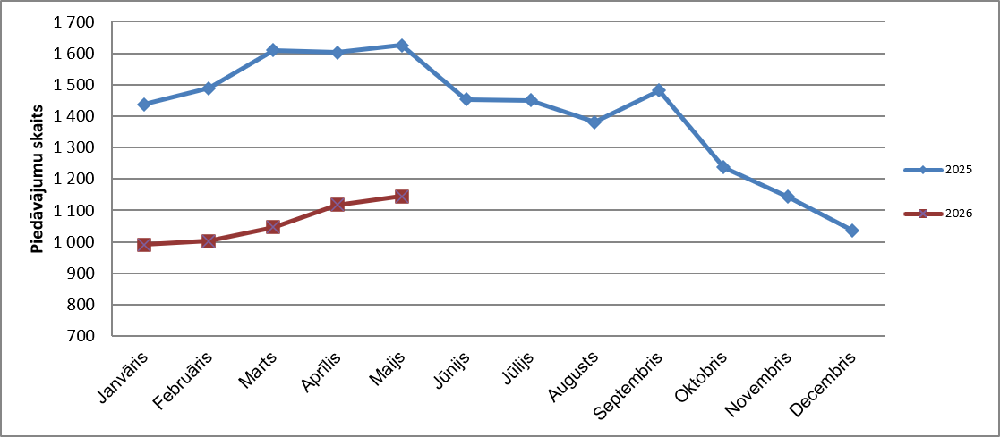 1 700
1 600
1 500
1 400
1 300
1 200
1 100
1 000
900
800
700
Piedāvājumu skaits
Janvāris
Februāris
Marts
Aprīlis
Maijs
Jūnijs
Jūlijs
Augusts
Septembris
Oktobris
Novembris
Decembris
2025
2026